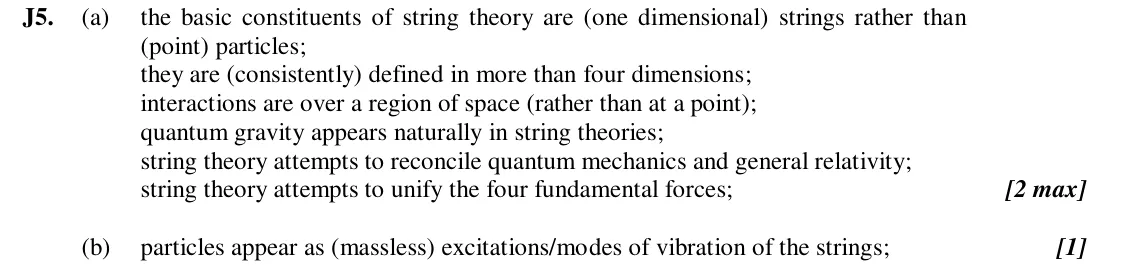 J5. (a) the basic constituents of string theory are (one dimensional) strings rather than
(point) particles;
they are (consistently) defined in more than four dimensions;
interactions are over a region of space (rather than at a point);
quantum gravity appears naturally in string theories;
string theory attempts to reconcile quantum mechanics and general relativity;
string theory attempts to unify the four fundamental forces; [2 max]
(b) particles appear as (massless) excitations/modes of vibration of the strings; [1]